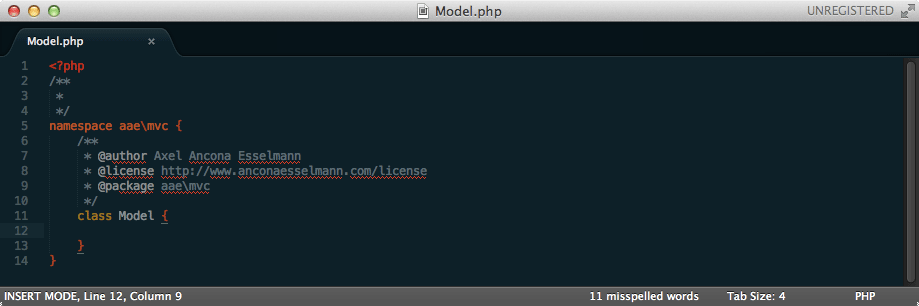 Model.php
UNREGISTERED
Model.php ×
1 <?php
2 /**
3  *
4  */
5 namespace aae\mvc {
6     /**
7      * @author Axel Ancona Esselmann
8      * @license http://www.anconaesselmann.com/license
9      * @package aae\mvc
10      */
11     class Model {
12
13     }
14 }
INSERT MODE, Line 12, Column 9
11 misspelled words
Tab Size: 4
PHP